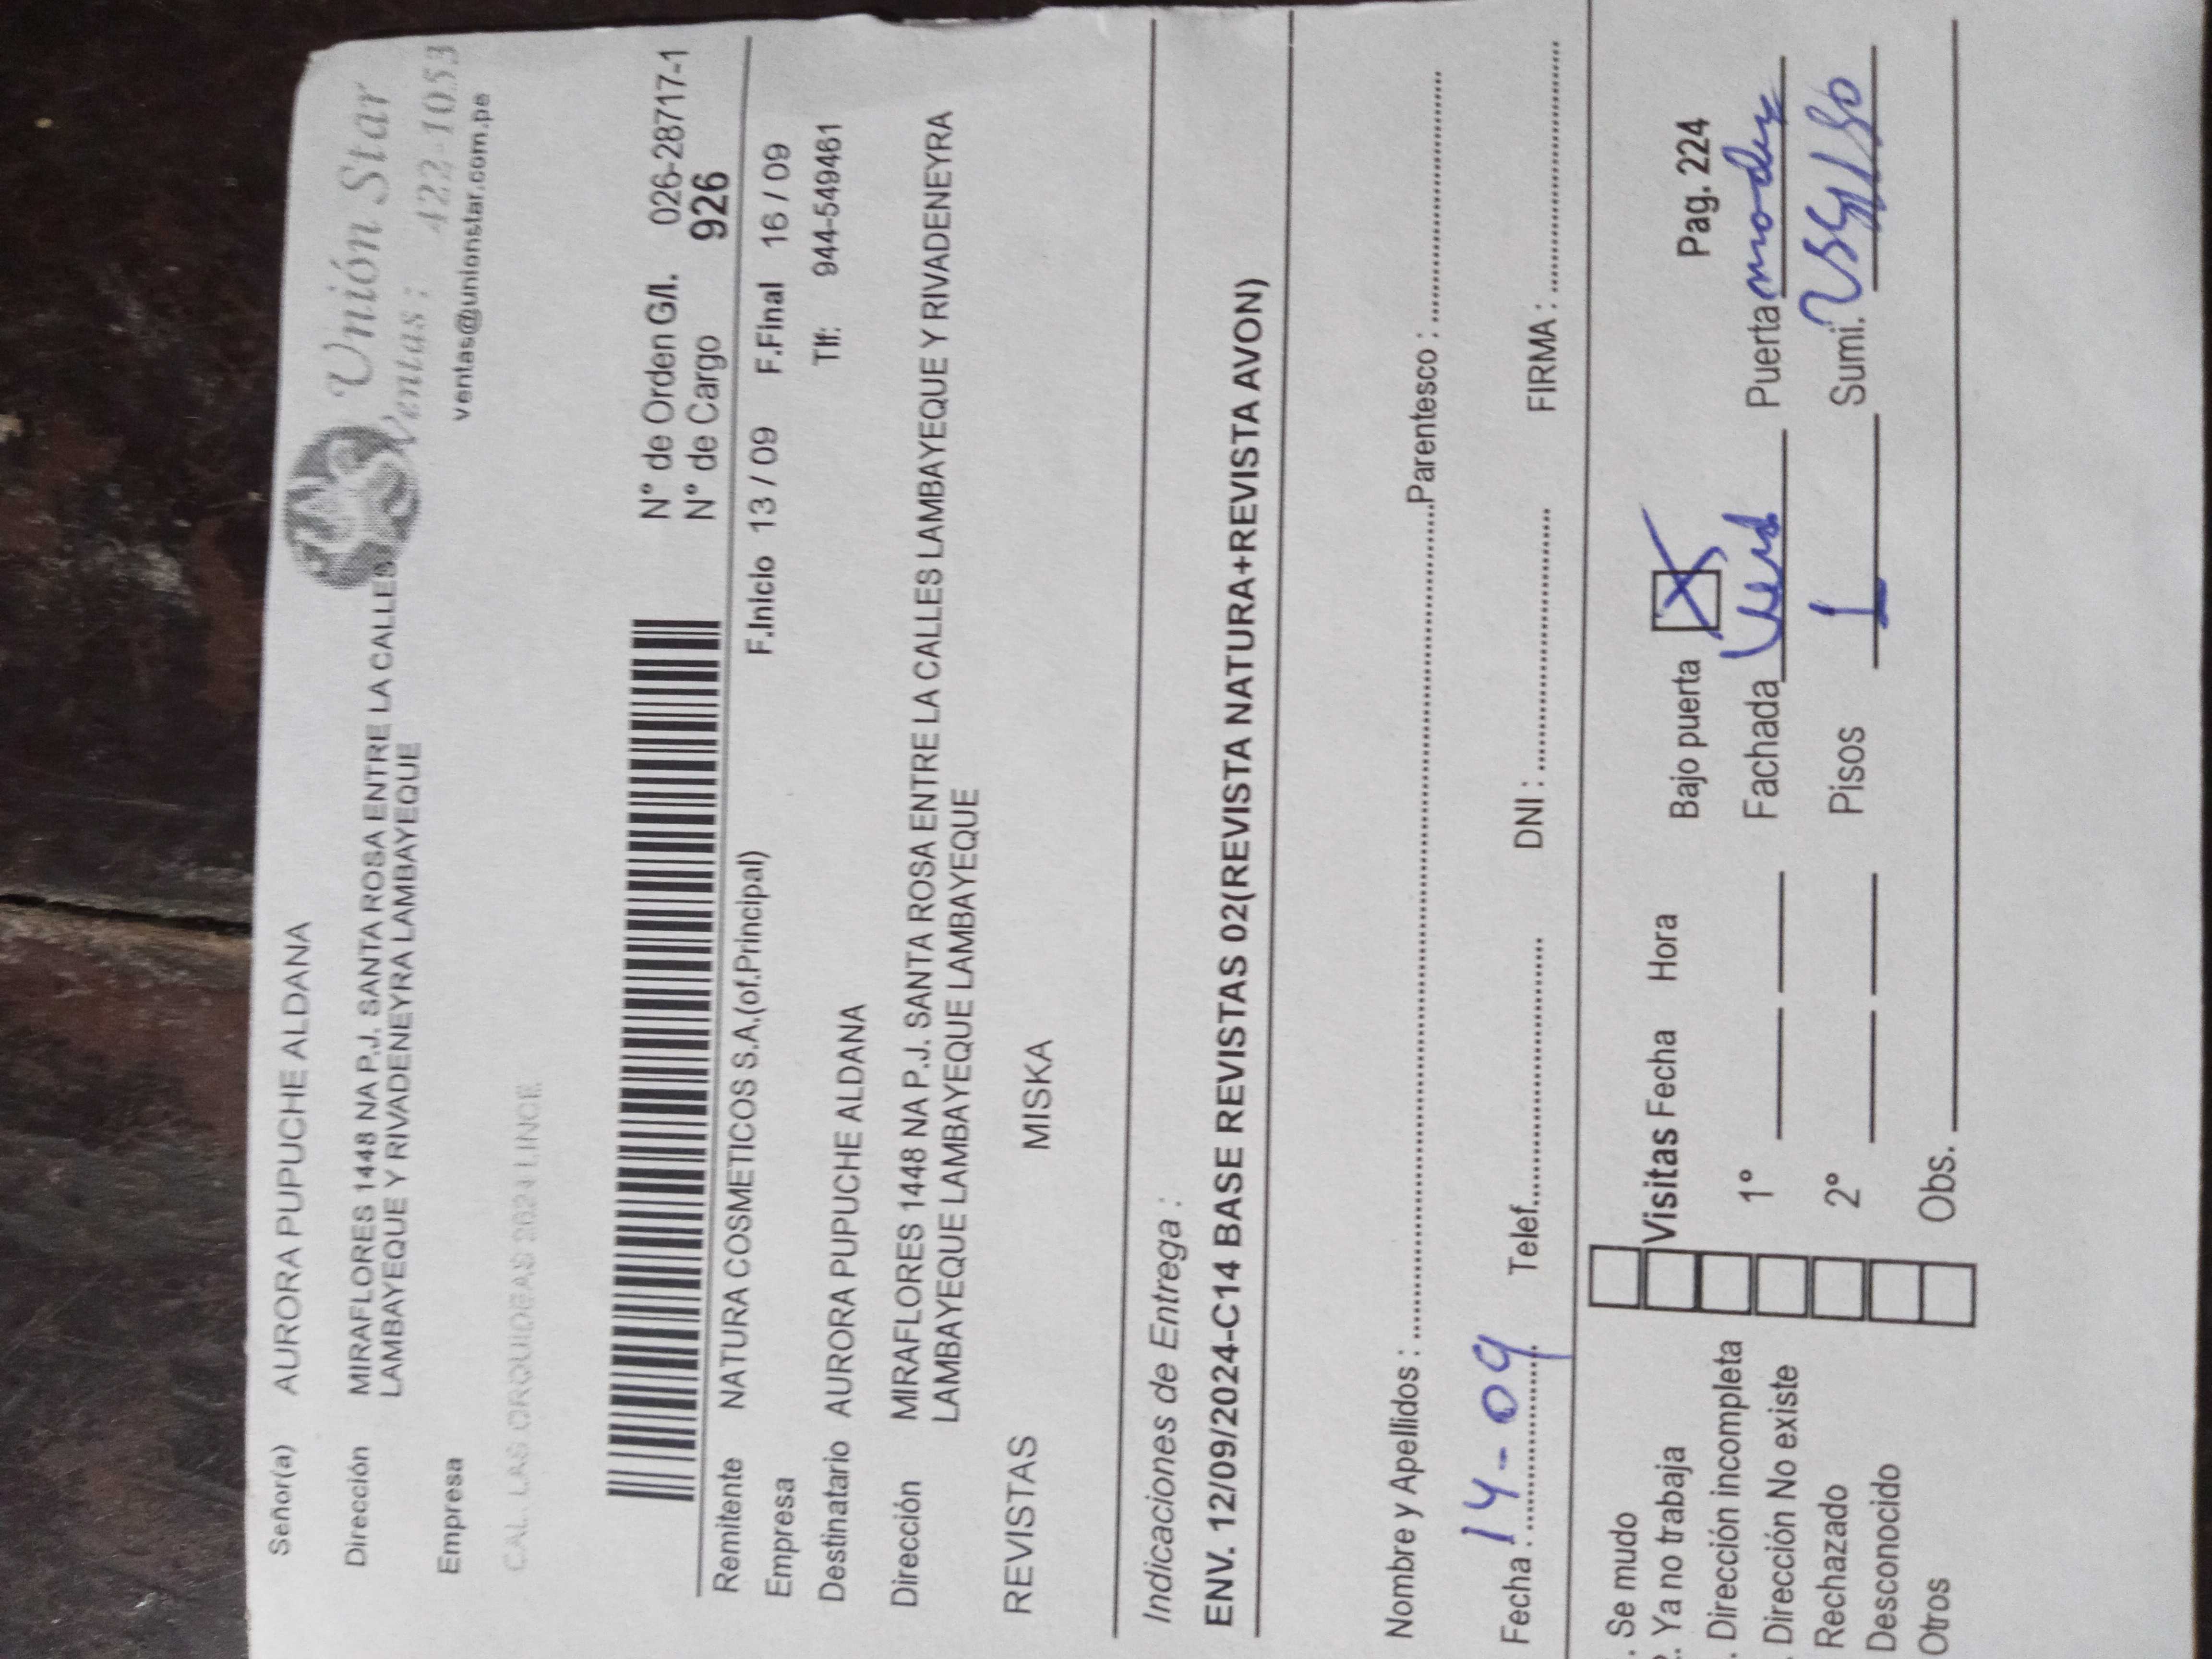 Señor(a) AURORA PUPUCHE ALDANA
Unión Star
Ventas: 422-1053
ventas@unionstar.com.pe
Dirección MIRAFLORES 1448 NA P.J. SANTA ROSA ENTRE LA CALLES
LAMBAYEQUE Y RIVADENEYRA LAMBAYEQUE
Empresa
CAL. LAS ORQUIDEAS 2624 LINCE
N° de Orden G/I. 026-28717-1
N° de Cargo 926
Remitente NATURA COSMETICOS S.A.(of.Principal)
F.Inicio 13 / 09 F.Final 16 / 09
Empresa
Tlf: 944-549461
Destinatario AURORA PUPUCHE ALDANA
Dirección MIRAFLORES 1448 NA P.J. SANTA ROSA ENTRE LA CALLES LAMBAYEQUE Y RIVADENEYRA
LAMBAYEQUE LAMBAYEQUE LAMBAYEQUE
REVISTAS MISKA
Indicaciones de Entrega :
ENV. 12/09/2024-C14 BASE REVISTAS 02(REVISTA NATURA+REVISTA AVON)
Nombre y Apellidos : Parentesco :
Fecha : 14-09 Telef. DNI : FIRMA :
. Se mudo
. Ya no trabaja Visitas Fecha Hora Bajo puerta X Pag. 224
. Dirección incompleta 1° Fachada Puerta
. Dirección No existe
Rechazado 2° Pisos 1 Sumi.
Desconocido
Otros Obs.